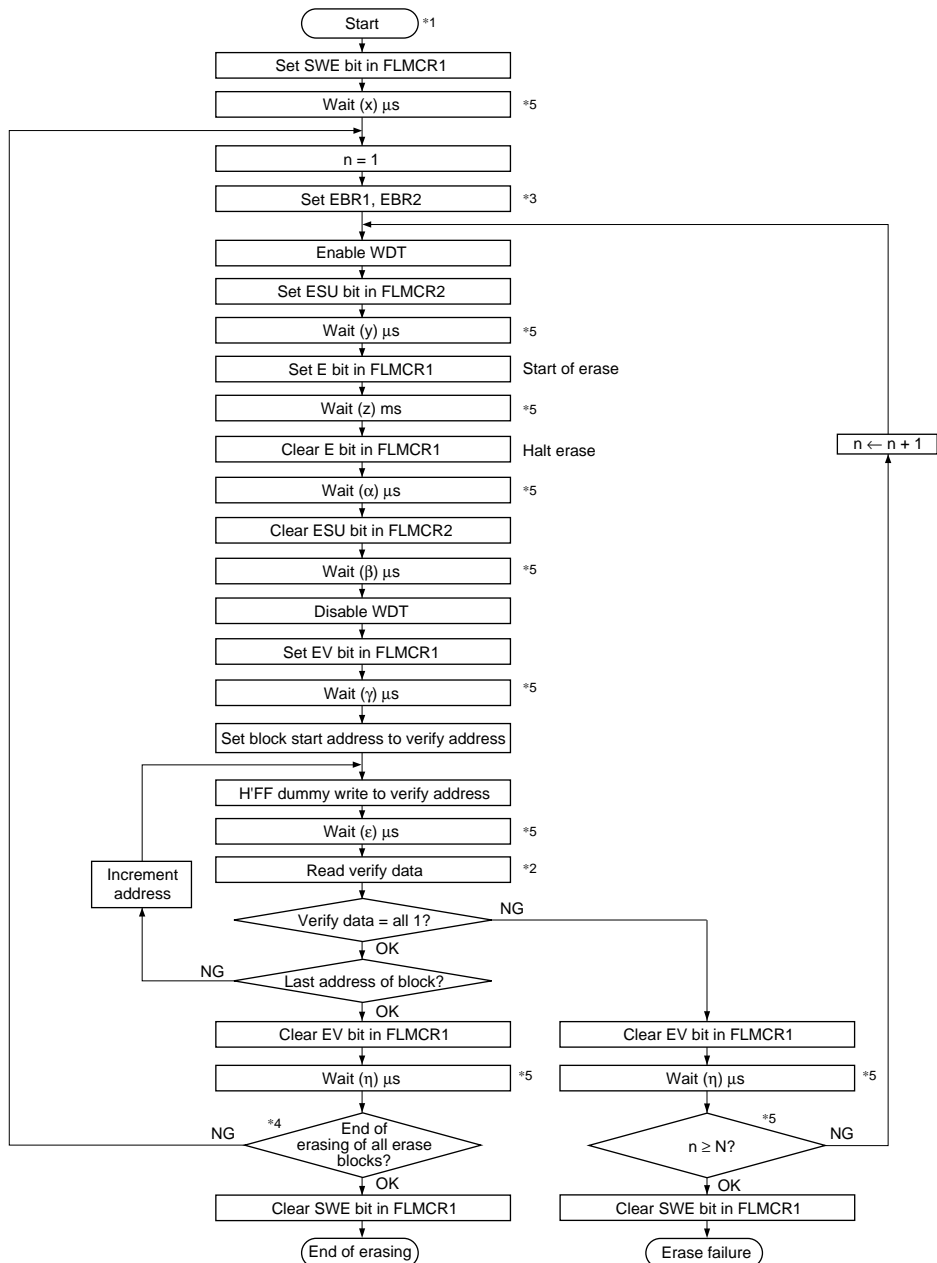 Start *1
Set SWE bit in FLMCR1
Wait (x) μs *5
n = 1
Set EBR1, EBR2 *3
Enable WDT
Set ESU bit in FLMCR2
Wait (y) μs *5
Set E bit in FLMCR1 Start of erase
Wait (z) ms *5
n ← n + 1
Clear E bit in FLMCR1 Halt erase
Wait (α) μs *5
Clear ESU bit in FLMCR2
Wait (β) μs *5
Disable WDT
Set EV bit in FLMCR1
Wait (γ) μs *5
Set block start address to verify address
H'FF dummy write to verify address
Wait (ε) μs *5
Read verify data *2
Increment
address
Verify data = all 1? NG
OK
NG Last address of block?
OK
Clear EV bit in FLMCR1
Wait (η) μs *5
NG *4 End of
erasing of all erase
blocks?
OK
Clear SWE bit in FLMCR1
End of erasing
Clear EV bit in FLMCR1
Wait (η) μs *5
*5
n ≥ N? NG
OK
Clear SWE bit in FLMCR1
Erase failure